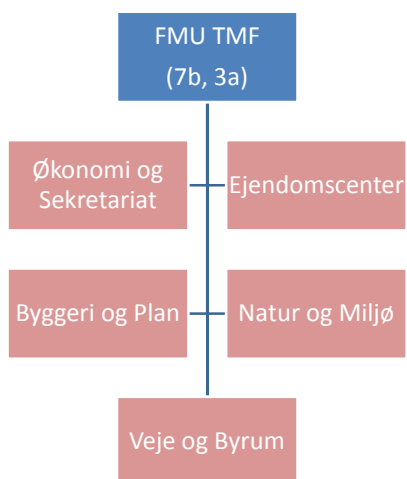 FMU TMF
(7b, 3a)
Økonomi og
Sekretariat
Ejendomscenter
Byggeri og Plan
Natur og Miljø
Veje og Byrum